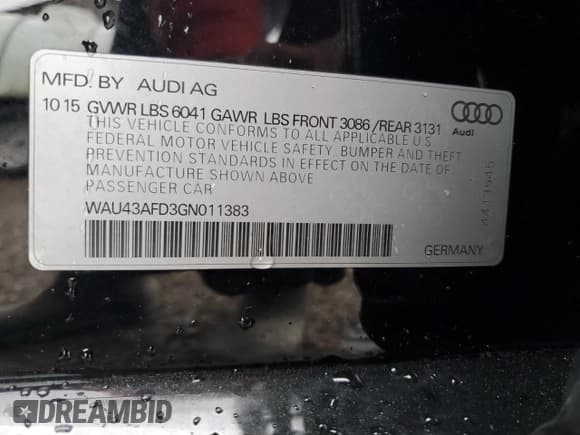 MFD. BY AUDI AG
10 15 GVWR LBS 6041 GAWR LBS FRONT 3086 /REAR 3131
THIS VEHICLE CONFORMS TO ALL APPLICABLE U S
FEDERAL MOTOR VEHICLE SAFETY, BUMPER AND THEFT
PREVENTION STANDARDS IN EFFECT ON THE DATE OF
MANUFACTURE SHOWN ABOVE
PASSENGER CAR
WAU43AFD3GN011383
Audi
GERMANY
DREAMBID